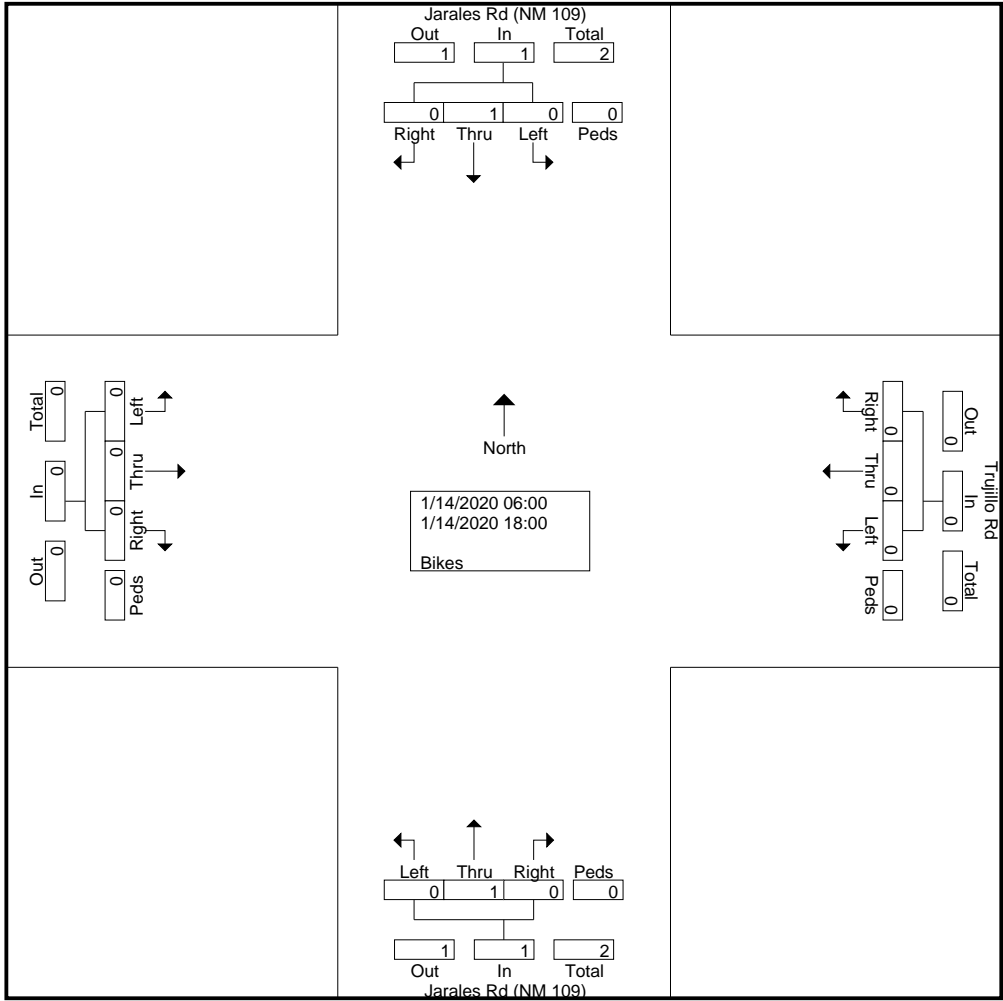 Jarales Rd (NM 109)
Out In Total
1 1 2
0 1 0 0
Right Thru Left Peds
Total In Out
0 0 0
0 0 0 0
Left Thru Right Peds
North
1/14/2020 06:00
1/14/2020 18:00
Bikes
Right Thru Left Peds
0 0 0 0
Out In Total
0 0 0
Trujillo Rd
Left Thru Right Peds
0 1 0 0
1 1 2
Out In Total
Jarales Rd (NM 109)